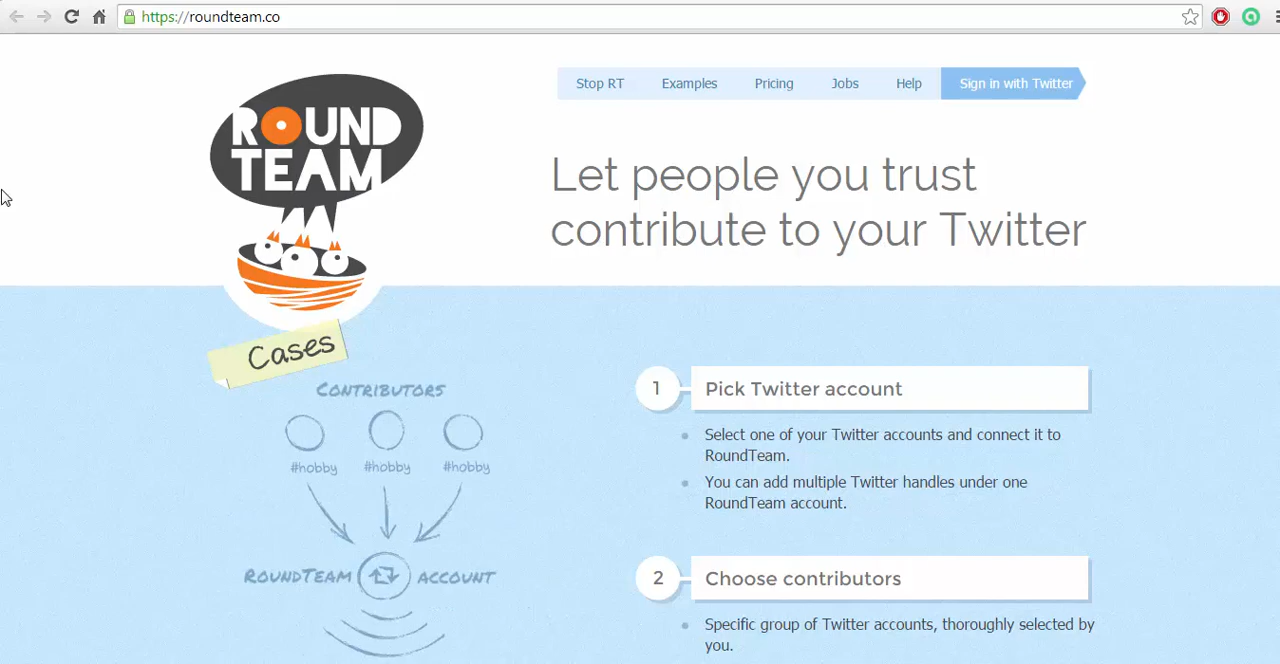 https://roundteam.co
Stop RT Examples Pricing Jobs Help Sign in with Twitter
ROUND
TEAM
Let people you trust
contribute to your Twitter
Cases
CONTRIBUTORS
#hobby #hobby #hobby
ROUNDTEAM ACCOUNT
1 Pick Twitter account
Select one of your Twitter accounts and connect it to
RoundTeam.
You can add multiple Twitter handles under one
RoundTeam account.
2 Choose contributors
Specific group of Twitter accounts, thoroughly selected by
you.